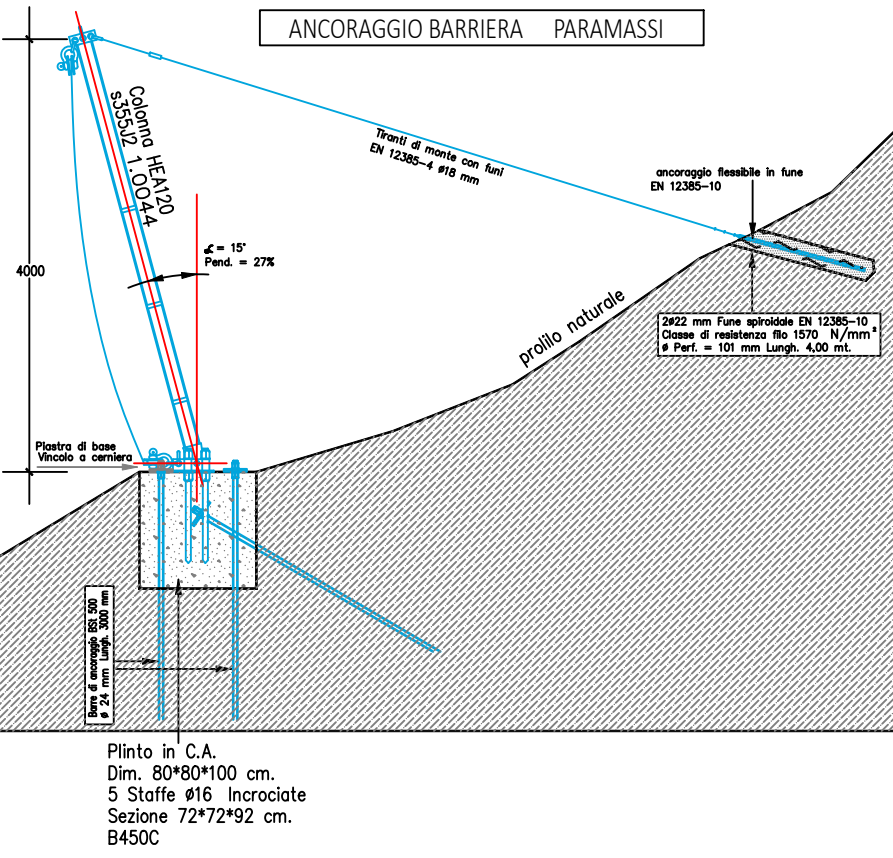 ANCORAGGIO BARRIERA PARAMASSI
Colonna HEA120
s355J2 1.0044
Tiranti di monte con funi
EN 12385-4 ø18 mm
ancoraggio flessibile in fune
EN 12385-10
∝ = 15°
Pend. = 27%
4000
prolilo naturale
2ø22 mm Fune spiroidale EN 12385-10
Classe di resistenza filo 1570 N/mm²
ø Perf. = 101 mm Lungh. 4,00 mt.
Piastra di base
Vincolo a cerniera
Barre di ancoraggio BSt 500
ø 24 mm Lungh. 3000 mm
Plinto in C.A.
Dim. 80*80*100 cm.
5 Staffe ø16 Incrociate
Sezione 72*72*92 cm.
B450C